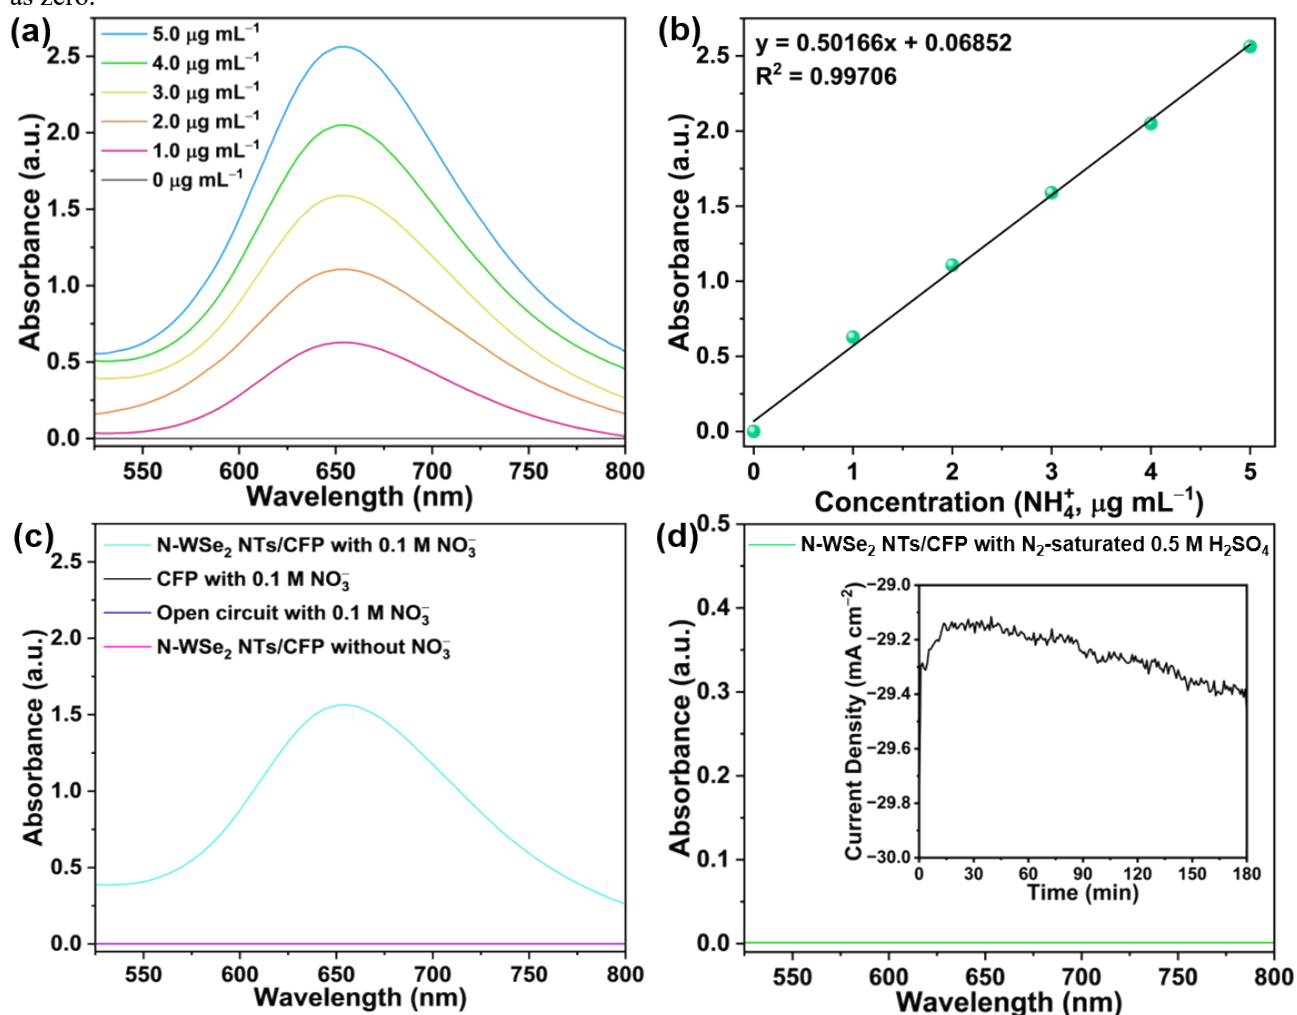 as zero.
(a)
5.0 μg mL⁻¹
4.0 μg mL⁻¹
3.0 μg mL⁻¹
2.0 μg mL⁻¹
1.0 μg mL⁻¹
0 μg mL⁻¹
Absorbance (a.u.)
2.5
2.0
1.5
1.0
0.5
0.0
550 600 650 700 750 800
Wavelength (nm)
(b)
y = 0.50166x + 0.06852
R² = 0.99706
Absorbance (a.u.)
2.5
2.0
1.5
1.0
0.5
0.0
0 1 2 3 4 5
Concentration (NH₄⁺, μg mL⁻¹)
(c)
N-WSe₂ NTs/CFP with 0.1 M NO₃⁻
CFP with 0.1 M NO₃⁻
Open circuit with 0.1 M NO₃⁻
N-WSe₂ NTs/CFP without NO₃⁻
Absorbance (a.u.)
2.5
2.0
1.5
1.0
0.5
0.0
550 600 650 700 750 800
Wavelength (nm)
(d)
N-WSe₂ NTs/CFP with N₂-saturated 0.5 M H₂SO₄
Absorbance (a.u.)
0.5
0.4
0.3
0.2
0.1
0.0
Current Density (mA cm⁻²)
−29.0
−29.2
−29.4
−29.6
−29.8
−30.0
0 30 60 90 120 150 180
Time (min)
550 600 650 700 750 800
Wavelength (nm)